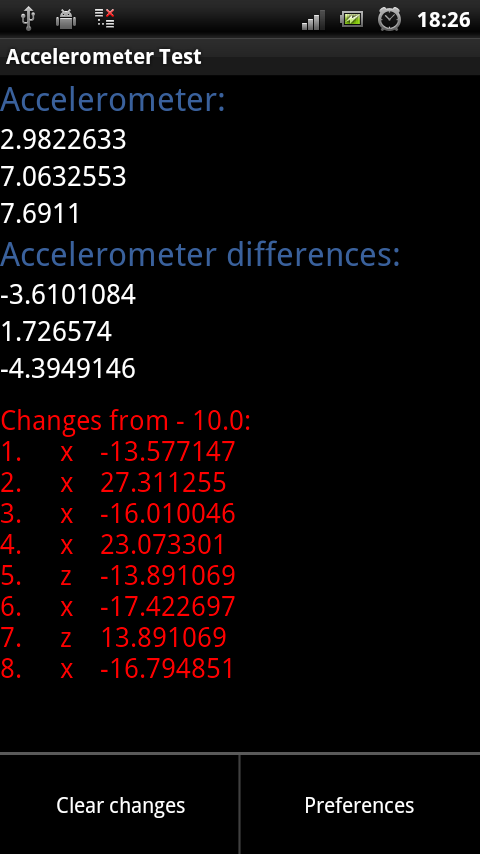 18:26
Accelerometer Test
Accelerometer:
2.9822633
7.0632553
7.6911
Accelerometer differences:
-3.6101084
1.726574
-4.3949146
Changes from - 10.0:
1. x -13.577147
2. x 27.311255
3. x -16.010046
4. x 23.073301
5. z -13.891069
6. x -17.422697
7. z 13.891069
8. x -16.794851
Clear changes Preferences